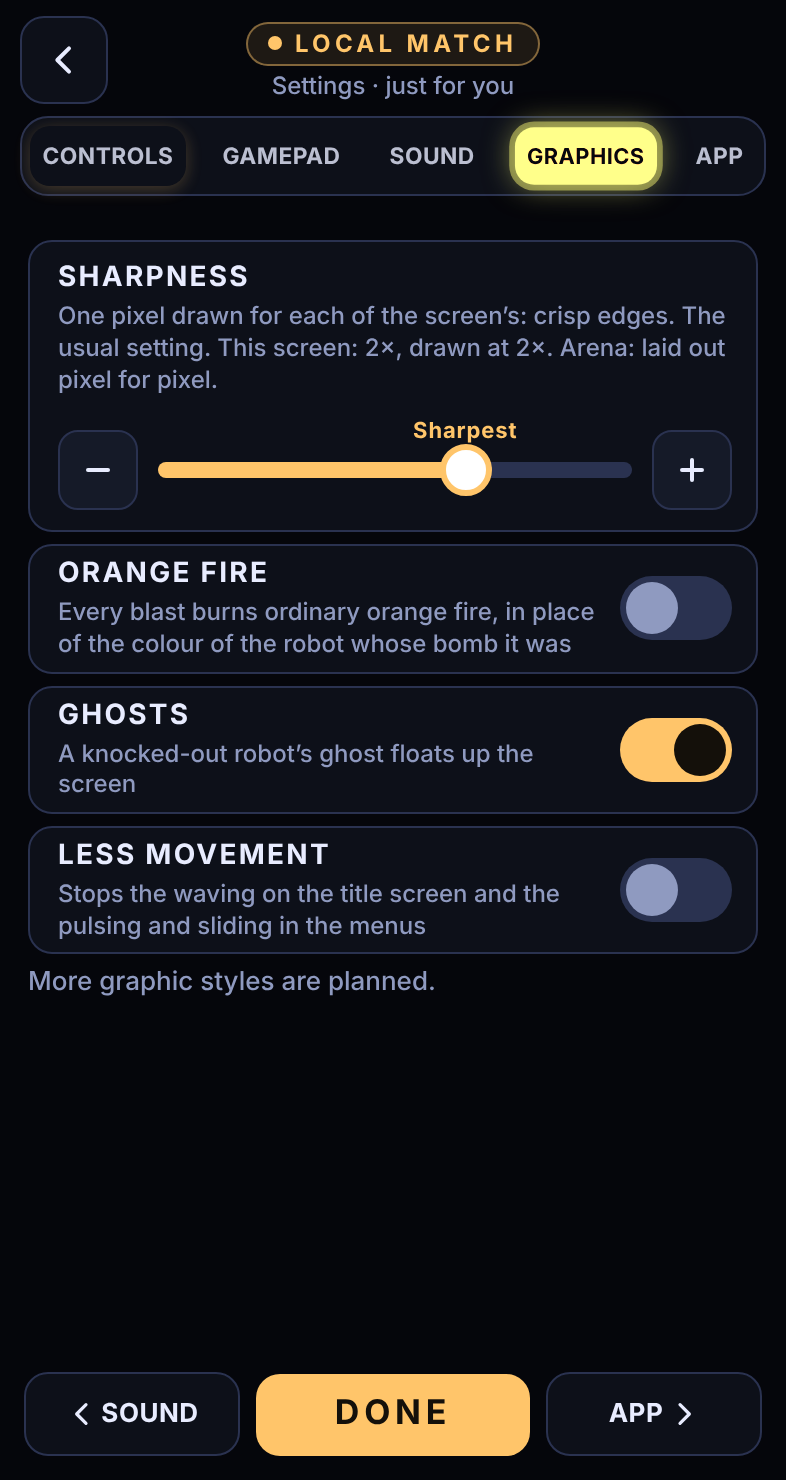 LOCAL MATCH
Settings · just for you
CONTROLS GAMEPAD SOUND GRAPHICS APP
SHARPNESS
One pixel drawn for each of the screen’s: crisp edges. The
usual setting. This screen: 2×, drawn at 2×. Arena: laid out
pixel for pixel.
Sharpest
ORANGE FIRE
Every blast burns ordinary orange fire, in place
of the colour of the robot whose bomb it was
GHOSTS
A knocked-out robot’s ghost floats up the
screen
LESS MOVEMENT
Stops the waving on the title screen and the
pulsing and sliding in the menus
More graphic styles are planned.
SOUND DONE APP